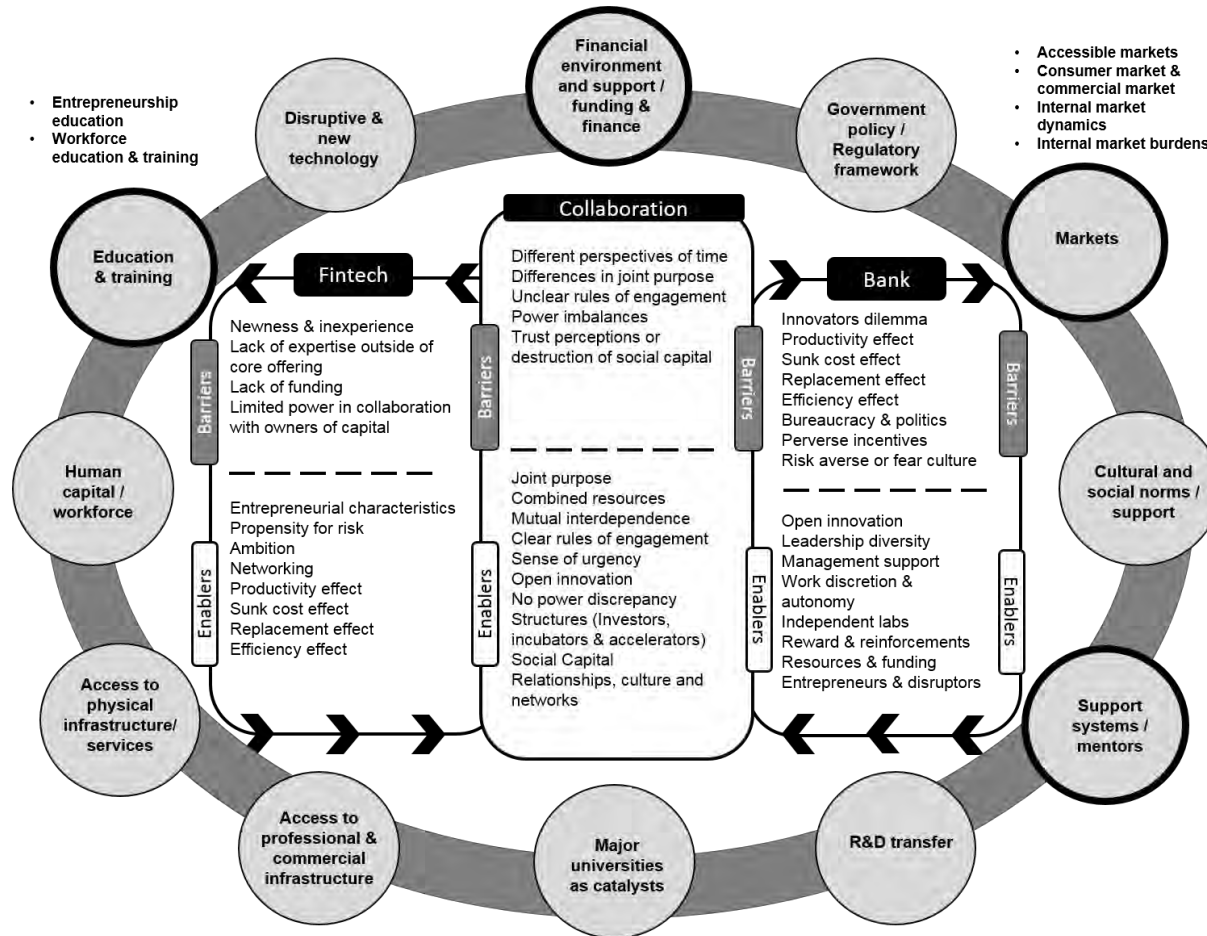 Financial
environment
and support /
funding &
finance
Disruptive &
new
technology
Government
policy /
Regulatory
framework
• Entrepreneurship
education
• Workforce
education & training
• Accessible markets
• Consumer market &
commercial market
• Internal market
dynamics
• Internal market burdens
Education
& training
Markets
Human
capital /
workforce
Cultural and
social norms /
support
Access to
physical
infrastructure/
services
Support
systems /
mentors
Access to
professional &
commercial
infrastructure
Major
universities
as catalysts
R&D transfer
Fintech
Barriers
Newness & inexperience
Lack of expertise outside of
core offering
Lack of funding
Limited power in collaboration
with owners of capital
Enablers
Entrepreneurial characteristics
Propensity for risk
Ambition
Networking
Productivity effect
Sunk cost effect
Replacement effect
Efficiency effect
Collaboration
Barriers
Different perspectives of time
Differences in joint purpose
Unclear rules of engagement
Power imbalances
Trust perceptions or
destruction of social capital
Barriers
Enablers
Joint purpose
Combined resources
Mutual interdependence
Clear rules of engagement
Sense of urgency
Open innovation
No power discrepancy
Structures (Investors,
incubators & accelerators)
Social Capital
Relationships, culture and
networks
Enablers
Bank
Innovators dilemma
Productivity effect
Sunk cost effect
Replacement effect
Efficiency effect
Bureaucracy & politics
Perverse incentives
Risk averse or fear culture
Barriers
Open innovation
Leadership diversity
Management support
Work discretion &
autonomy
Independent labs
Reward & reinforcements
Resources & funding
Entrepreneurs & disruptors
Enablers